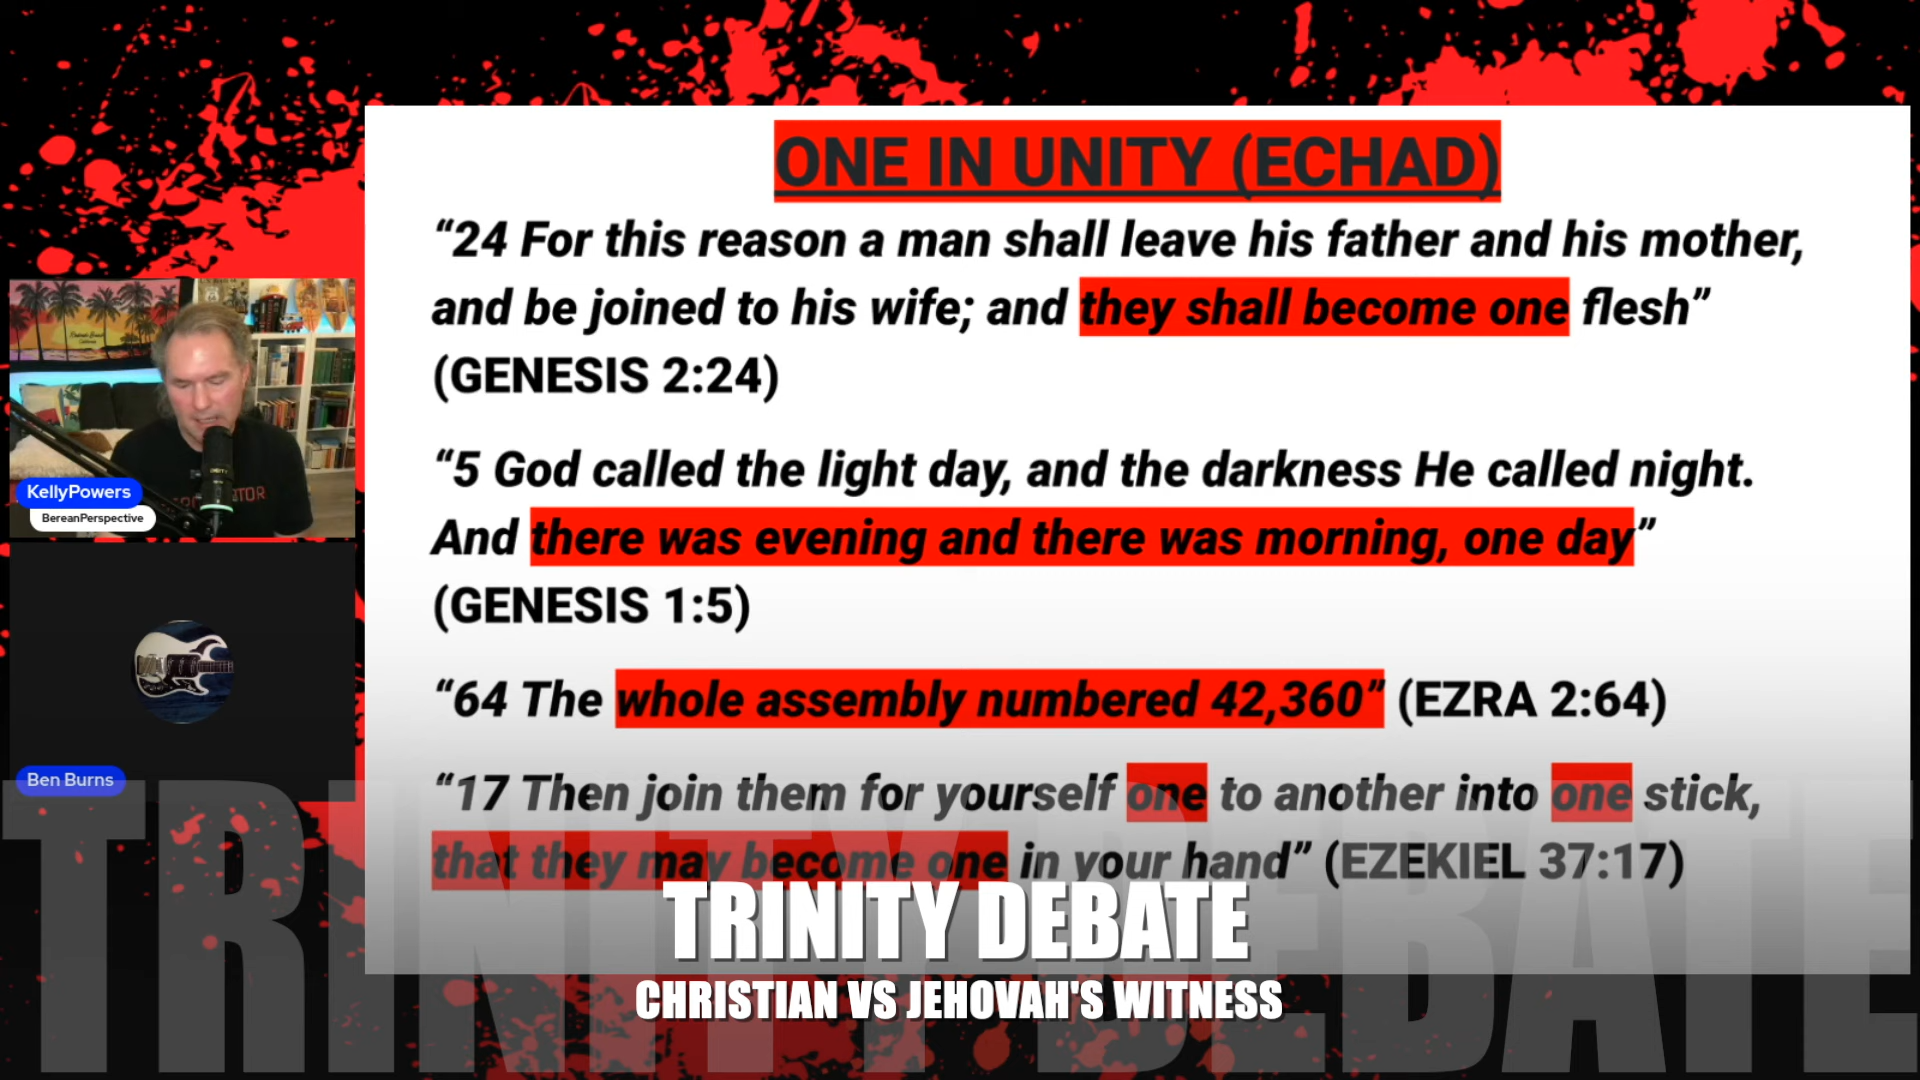 ONE IN UNITY (ECHAD)
“24 For this reason a man shall leave his father and his mother,
and be joined to his wife; and they shall become one flesh”
(GENESIS 2:24)
“5 God called the light day, and the darkness He called night.
And there was evening and there was morning, one day”
(GENESIS 1:5)
“64 The whole assembly numbered 42,360” (EZRA 2:64)
“17 Then join them for yourself one to another into one stick,
that they may become one in your hand” (EZEKIEL 37:17)
KellyPowers
BereanPerspective
Ben Burns
TRINITY DEBATE
TRINITY DEBATE
CHRISTIAN VS JEHOVAH'S WITNESS